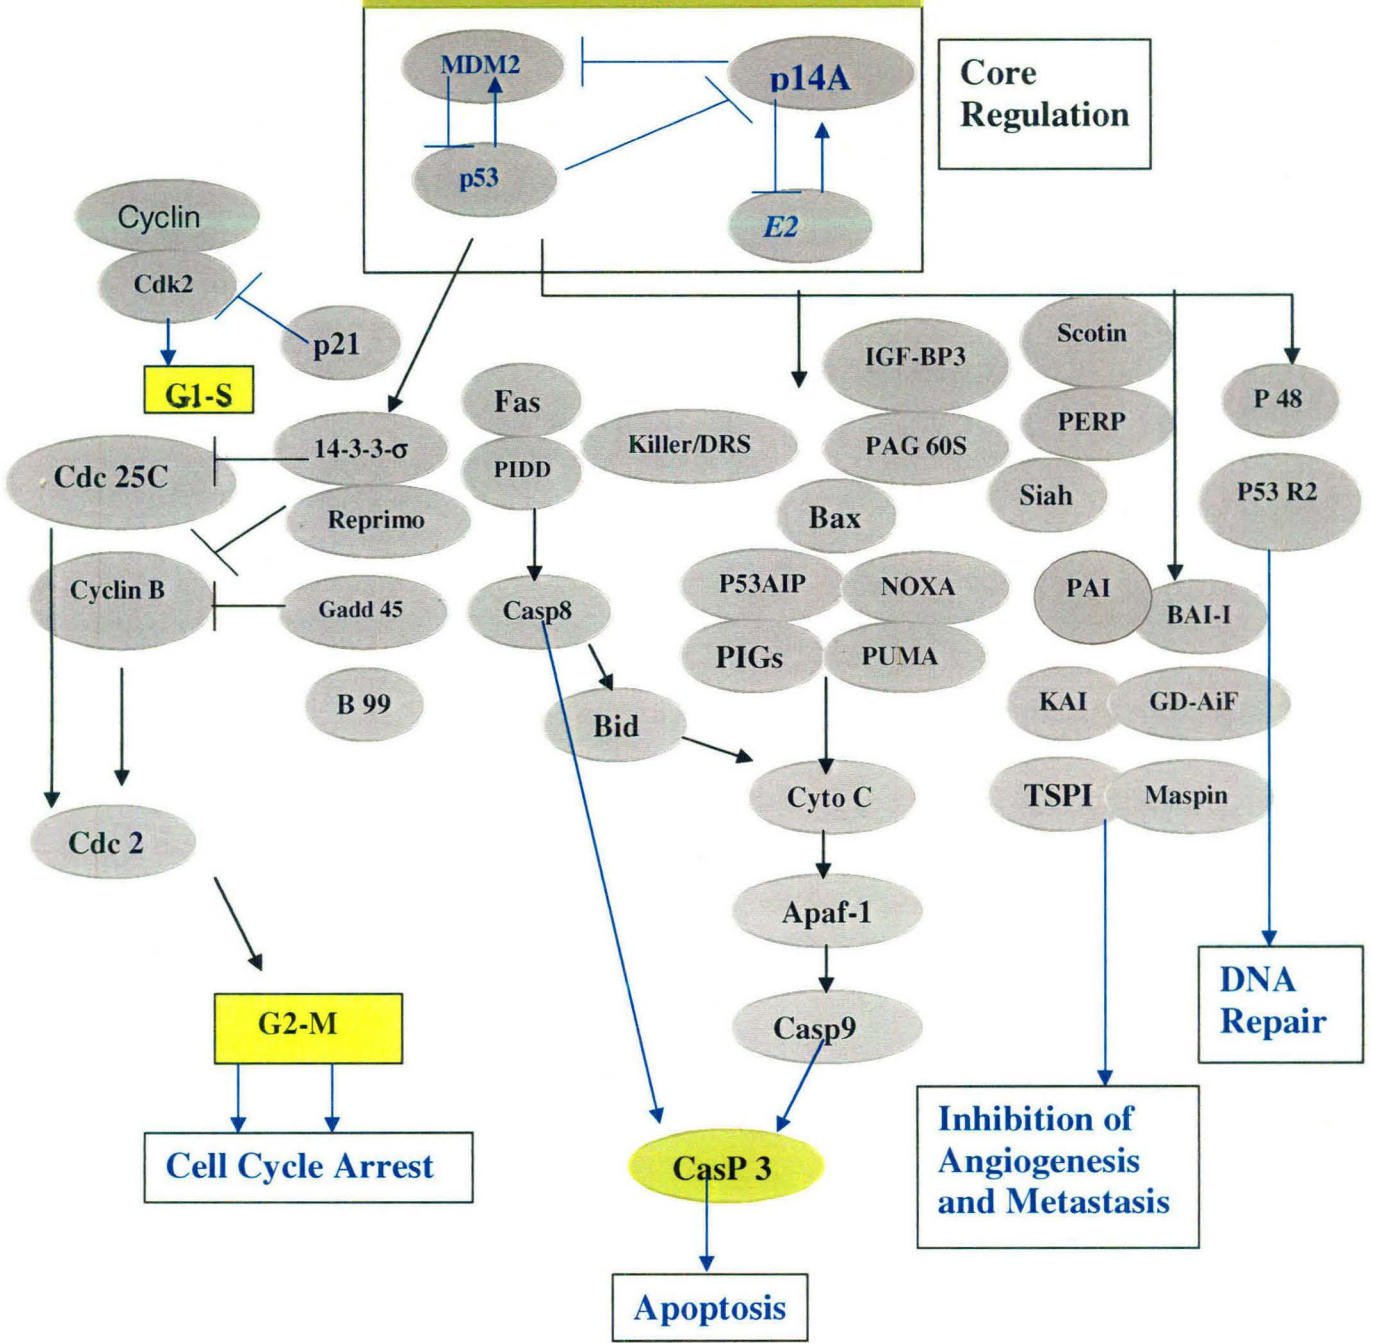 MDM2
p14A
Core
Regulation
p53
E2
Cyclin
Cdk2
p21
G1-S
IGF-BP3
Scotin
Fas
P 48
Killer/DRS
PAG 60S
PERP
14-3-3-σ
PIDD
Cdc 25C
Siah
P53 R2
Reprimo
Bax
P53AIP
NOXA
PAI
Cyclin B
Gadd 45
Casp8
BAI-I
PIGs
PUMA
B 99
Bid
KAI
GD-AiF
Cyto C
TSPI
Maspin
Cdc 2
Apaf-1
DNA
Repair
G2-M
Casp9
Inhibition of
Angiogenesis
and Metastasis
Cell Cycle Arrest
CasP 3
Apoptosis